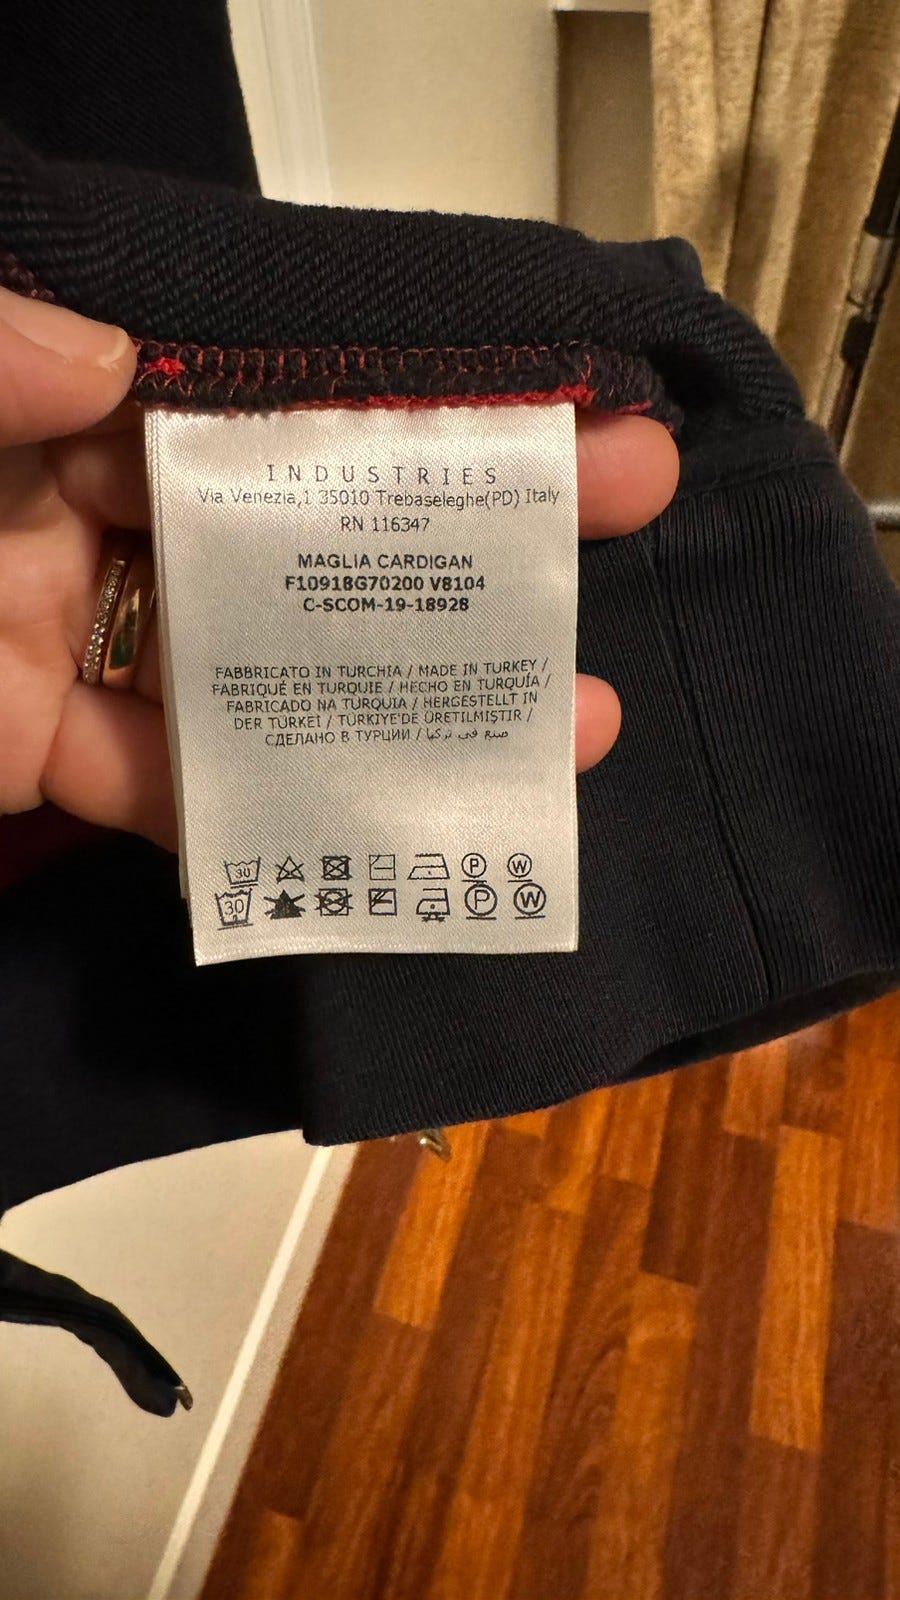 INDUSTRIES
Via Venezia,1 35010 Trebaseleghe(PD) Italy
RN 116347
MAGLIA CARDIGAN
F10918G70200 V8104
C-SCOM-19-18928
FABBRICATO IN TURCHIA / MADE IN TURKEY /
FABRIQUÉ EN TURQUIE / HECHO EN TURQUÍA /
FABRICADO NA TURQUIA / HERGESTELLT IN
DER TÜRKEI / TÜRKIYE'DE ÜRETILMIŞTIR /
СДЕЛАНО В ТУРЦИИ / صنع في تركيا
30 P W
30 P W